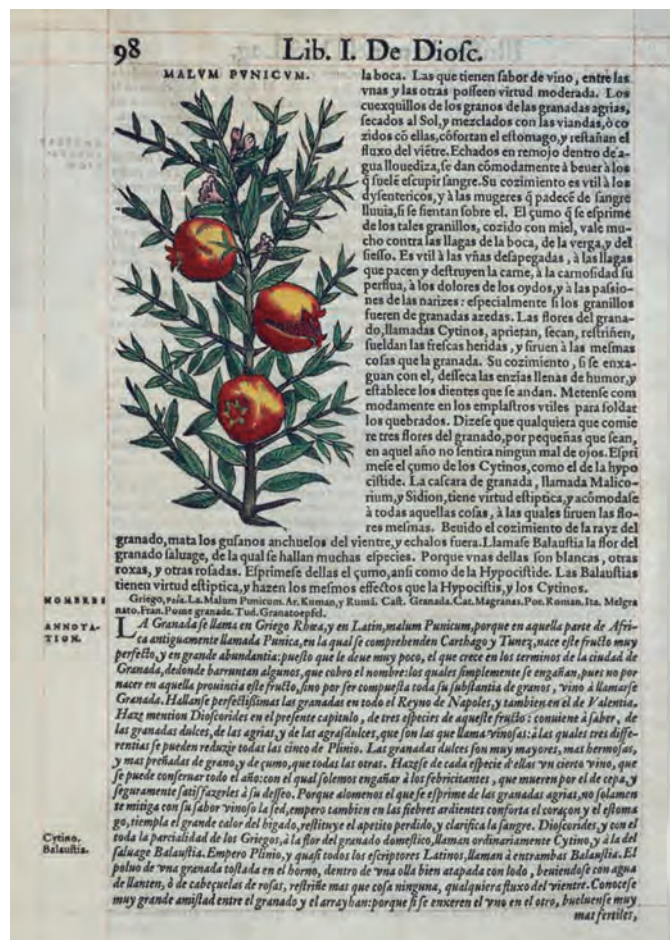 98
Lib. I. De Diosc.
MALVM PVNICVM.
la boca. Las que tienen ſabor de vino, entre las
vnas y las otras poſſeen virtud moderada. Los
cuexquillos de los granos de las granadas agrias,
ſecados al Sol, y mezclados con las viandas, ò co
zidos cō ellas, cōfortan el eſtomago, y reſtañan el
fluxo del viētre. Echados en remojo dentro de a-
gua llouediza, ſe dan cōmodamente à beuer à los
q̄ ſuelē eſcupir ſangre. Su cozimiento es vtil à los
dyſentericos, y à las mugeres q̄ padecē de ſangre
lluuia, ſi ſe ſientan ſobre el. El çumo q̄ ſe eſprime
de los tales granillos, cozido con miel, vale mu-
cho contra las llagas de la boca, de la verga, y del
ſieſſo. Es vtil à las vñas deſapegadas, à las llagas
que pacen y deſtruyen la carne, à la carnoſidad ſu
perflua, à los dolores de los oydos, y à las paſsio-
nes de las narizes: eſpecialmente ſi los granillos
fueren de granadas azedas. Las flores del grana-
do, llamadas Cytinos, aprietan, ſecan, reſtriñen,
ſueldan las freſcas heridas, y ſiruen à las meſmas
coſas que la granada. Su cozimiento, ſi ſe enxa-
guan con el, deſſeca las enzias llenas de humor, y
eſtablece los dientes que ſe andan. Metenſe com
modamente en los emplaſtros vtiles para ſoldar
los quebrados. Dizeſe que qualquiera que comie
re tres flores del granado, por pequeñas que ſean,
en aquel año no ſentira ningun mal de ojos. Eſpri
meſe el çumo de los Cytinos, como el de la hypo
ciſtide. La caſcara de granada, llamada Malico-
rium, y Sidion, tiene virtud eſtiptica, y acōmodaſe
à todas aquellas coſas, à las quales ſiruen las flo-
res meſmas. Beuido el cozimiento de la rayz del
granado, mata los guſanos anchuelos del vientre, y echalos fuera. Llamaſe Balauſtia la flor del
granado ſaluage, de la qual ſe hallan muchas eſpecies. Porque vnas dellas ſon blancas, otras
roxas, y otras roſadas. Eſprimeſe dellas el çumo, anſi como de la Hypociſtide. Las Balauſtias
tienen virtud eſtiptica, y hazen los meſmos effectos que la Hypociſtis, y los Cytinos.
NOMBRES
Griego, La. Malum Punicum. Ar. Kuman, y Rumā. Caſt. Granada. Cat. Magranas. Por. Roman. Ita. Melgra
nato. Fran. Pome granade. Tud. Granatoepfel.
ANNOTA-
TION.
LA Granada ſe llama en Griego Rhoea, y en Latin, malum Punicum, porque en aquella parte de Afri-
ca antiguamente llamada Punica, en la qual ſe comprehenden Carthago y Tunez, nace eſte fructo muy
perfecto, y en grande abundantia: pueſto que le deue muy poco, el que crece en los terminos de la ciudad de
Granada, dedonde barruntan algunos, que cobro el nombre: los quales ſimplemente ſe engañan, pues no por
nacer en aquella prouincia eſte fructo, ſino por ſer compueſta toda ſu ſubſtantia de granos, vino à llamarſe
Granada. Hallanſe perfectiſsimas las granadas en todo el Reyno de Napoles, y tambien en el de Valentia.
Haze mention Dioſcorides en el preſente capitulo, de tres eſpecies de aqueſte fructo: conuiene à ſaber, de
las granadas dulces, de las agrias, y de las agraſdulces, que ſon las que llama vinoſas: à las quales tres diffe-
rentias ſe pueden reduzir todas las cinco de Plinio. Las granadas dulces ſon muy mayores, mas hermoſas,
y mas preñadas de grano, y de çumo, que todas las otras. Hazeſe de cada eſpecie d'ellas vn cierto vino, que
ſe puede conſeruar todo el año: con el qual ſolemos engañar à los febricitantes, que mueren por el de cepa, y
ſeguramente ſatiſfazerles à ſu deſſeo. Porque alomenos el que ſe eſprime de las granadas agrias, no ſolamen
te mitiga con ſu ſabor vinoſo la ſed, empero tambien en las fiebres ardientes conforta el coraçon y el eſtoma
go, tiempla el grande calor del higado, reſtituye el apetito perdido, y clarifica la ſangre. Dioſcorides, y con el
Cytino.
Balauſtia.
toda la parcialidad de los Griegos, à la flor del granado domeſtico, llaman ordinariamente Cytino, y à la del
ſaluage Balauſtia. Empero Plinio, y quaſi todos los eſcriptores Latinos, llaman à entrambas Balauſtia. El
poluo de vna granada toſtada en el horno, dentro de vna olla bien atapada con lodo, beuiendoſe con agua
de llanten, ò de cabeçuelas de roſas, reſtriñe mas que coſa ninguna, qualquiera fluxo del vientre. Conoceſe
muy grande amiſtad entre el granado y el arrayhan: porque ſi ſe enxeren el vno en el otro, bueluenſe muy
mas fertiles,